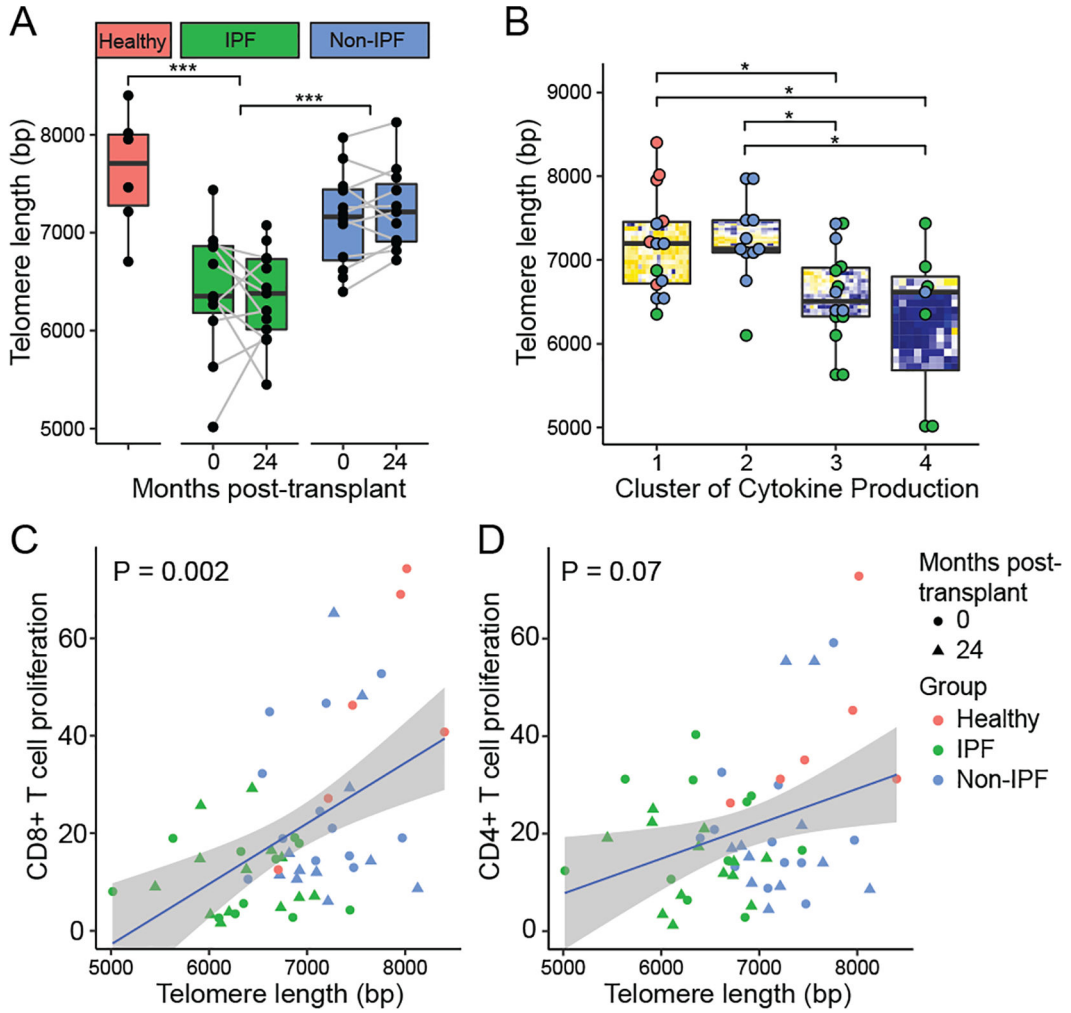 A
Healthy IPF Non-IPF
*** ***
Telomere length (bp)
8000
7000
6000
5000
0 24 0 24
Months post-transplant
B
* * * *
Telomere length (bp)
9000
8000
7000
6000
5000
1 2 3 4
Cluster of Cytokine Production
C
P = 0.002
CD8+ T cell proliferation
60
40
20
0
5000 6000 7000 8000
Telomere length (bp)
D
P = 0.07
CD4+ T cell proliferation
60
40
20
0
5000 6000 7000 8000
Telomere length (bp)
Months post-
transplant
0
24
Group
Healthy
IPF
Non-IPF